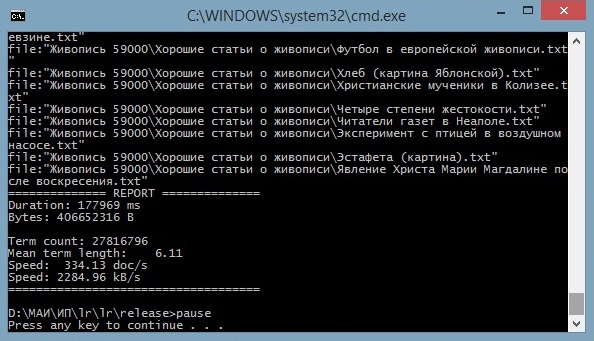 C:\WINDOWS\system32\cmd.exe
евзине.txt"
file:"Живопись 59000\Хорошие статьи о живописи\Футбол в европейской живописи.txt
"
file:"Живопись 59000\Хорошие статьи о живописи\Хлеб (картина Яблонской).txt"
file:"Живопись 59000\Хорошие статьи о живописи\Христианские мученики в Колизее.t
xt"
file:"Живопись 59000\Хорошие статьи о живописи\Четыре степени жестокости.txt"
file:"Живопись 59000\Хорошие статьи о живописи\Читатели газет в Неаполе.txt"
file:"Живопись 59000\Хорошие статьи о живописи\Эксперимент с птицей в воздушном
насосе.txt"
file:"Живопись 59000\Хорошие статьи о живописи\Эстафета (картина).txt"
file:"Живопись 59000\Хорошие статьи о живописи\Явление Христа Марии Магдалине по
сле воскресения.txt"
============== REPORT ==============
Duration: 177969 ms
Bytes: 406652316 B
Term count: 27816796
Mean term length:    6.11
Speed:  334.13 doc/s
Speed: 2284.96 kB/s
====================================
D:\МАИ\ИП\lr\lr\release>pause
Press any key to continue . . .